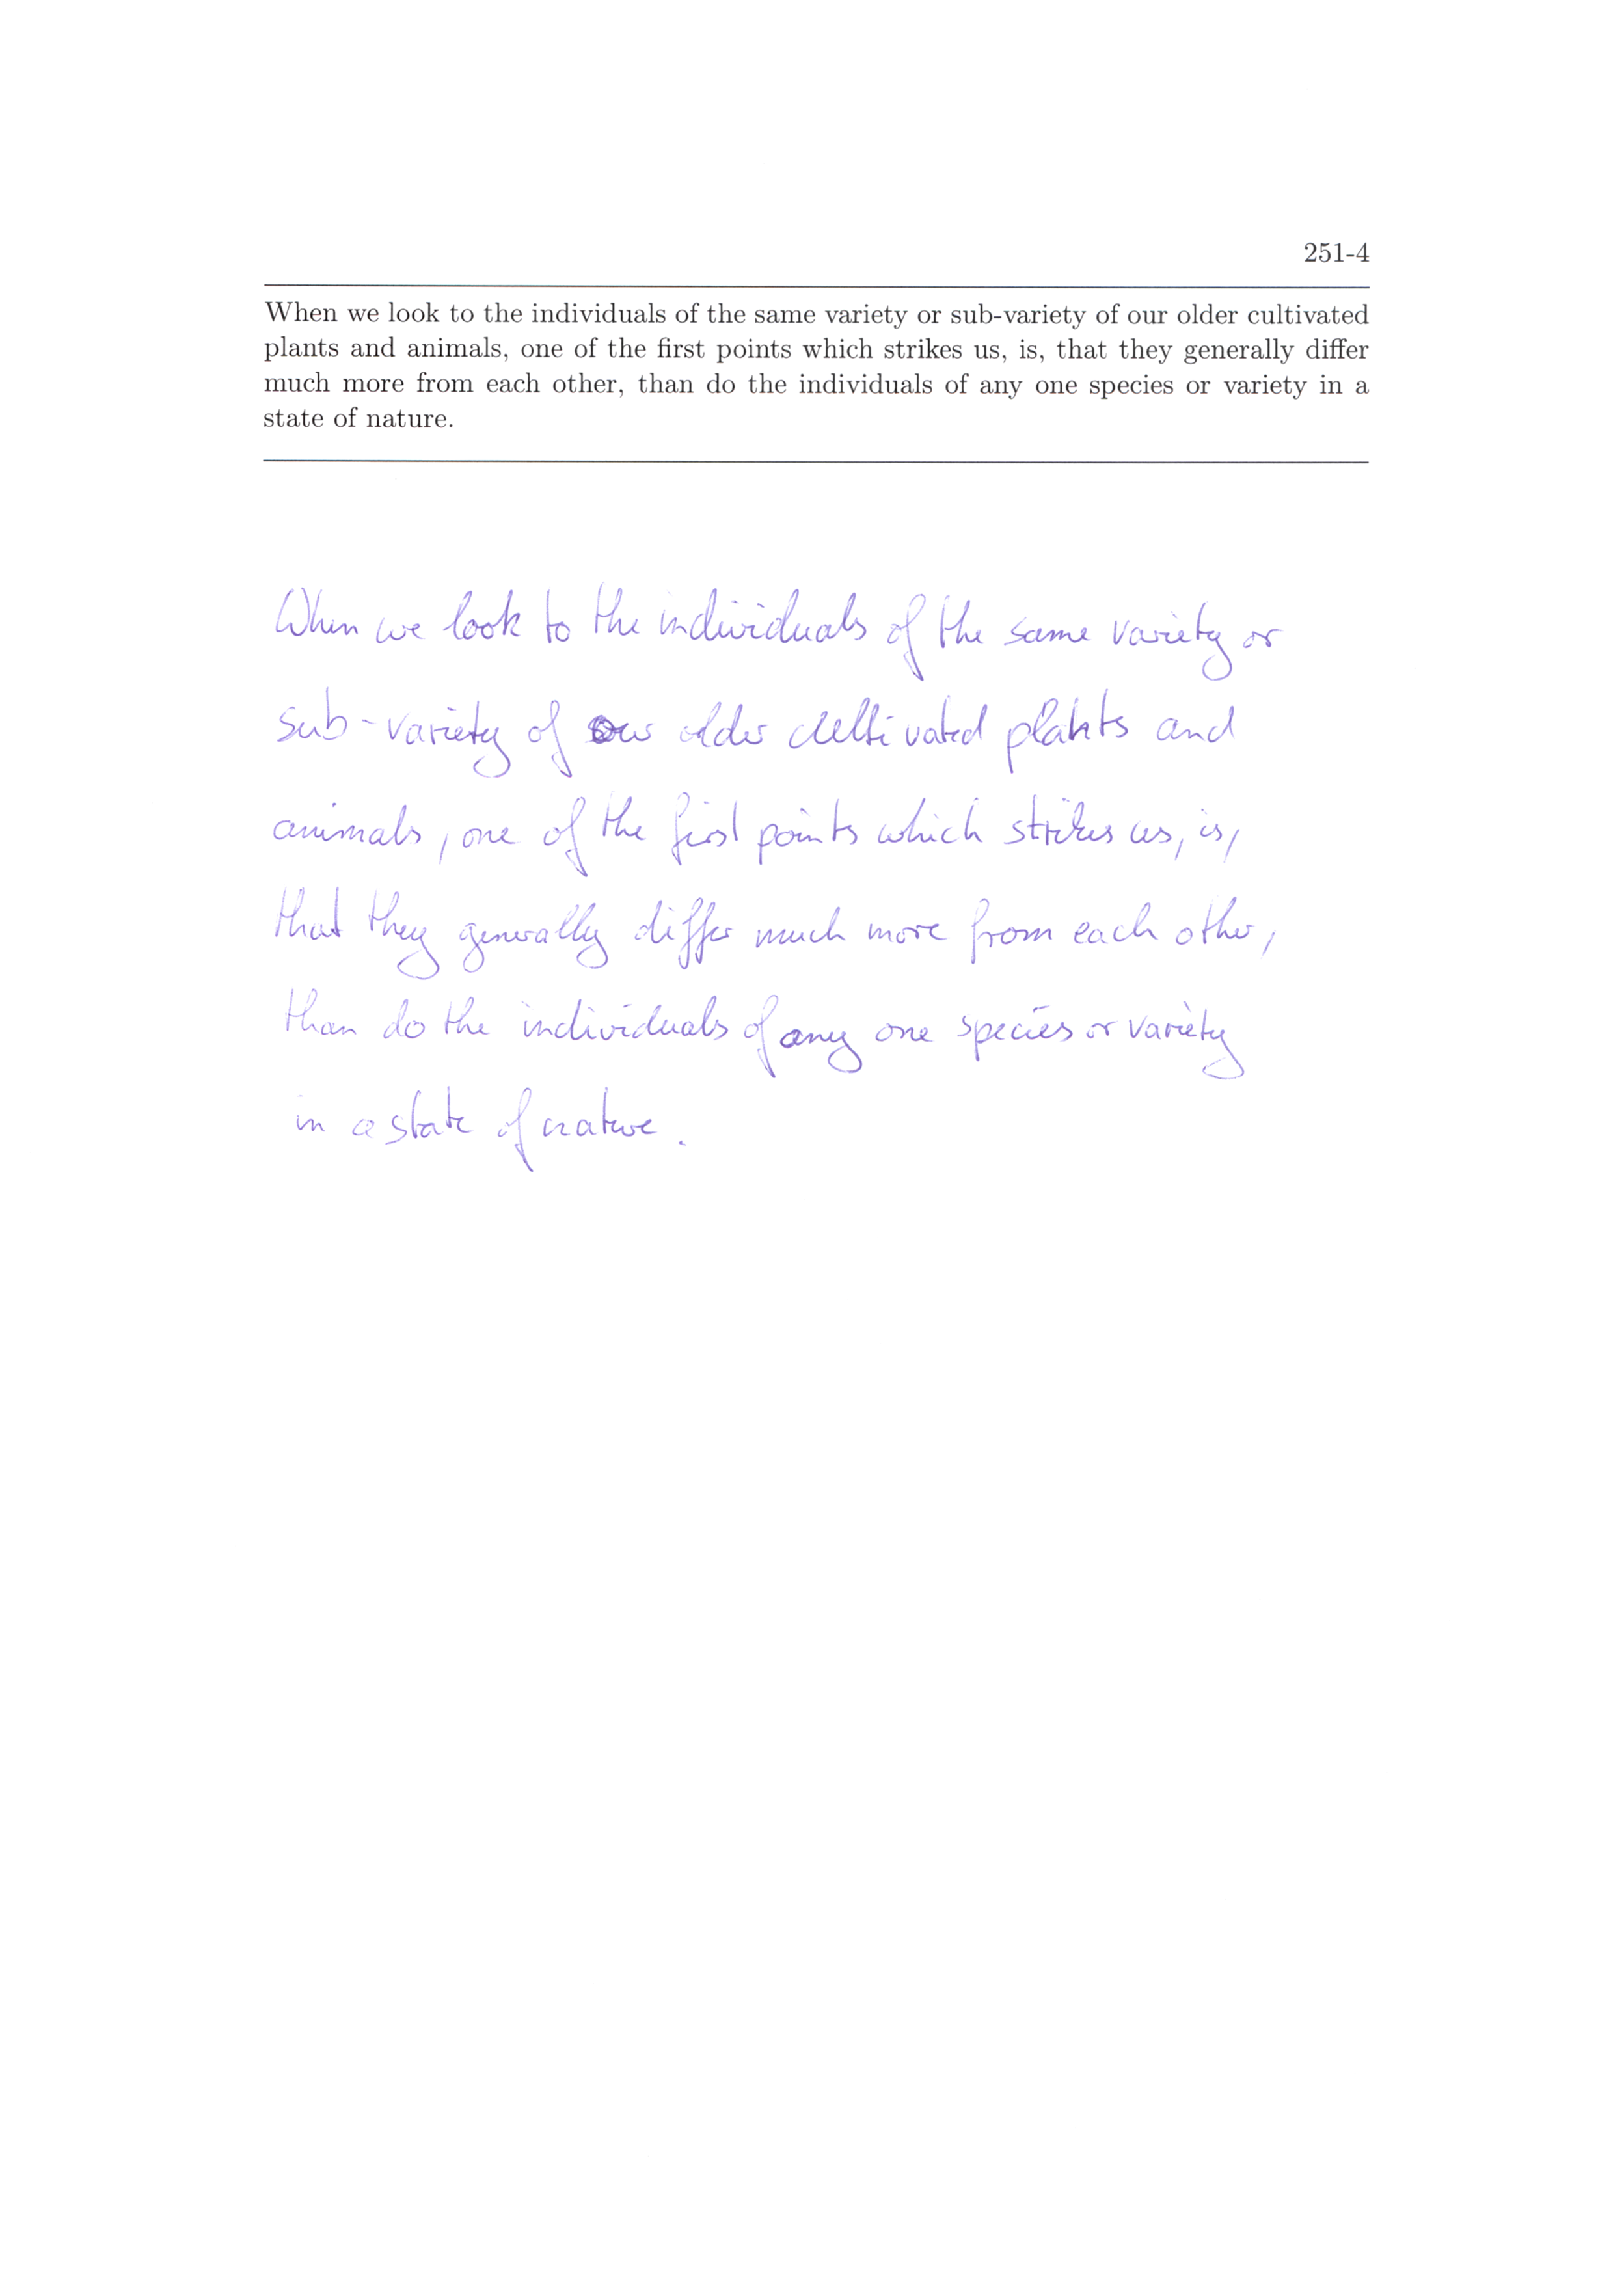 251-4
When we look to the individuals of the same variety or sub-variety of our older cultivated
plants and animals, one of the first points which strikes us, is, that they generally differ
much more from each other, than do the individuals of any one species or variety in a
state of nature.
When we look to the individuals of the same variety or
sub-variety of our older cultivated plants and
animals, one of the first points which strikes us, is,
that they generally differ much more from each other,
than do the individuals of any one species or variety
in a state of nature.